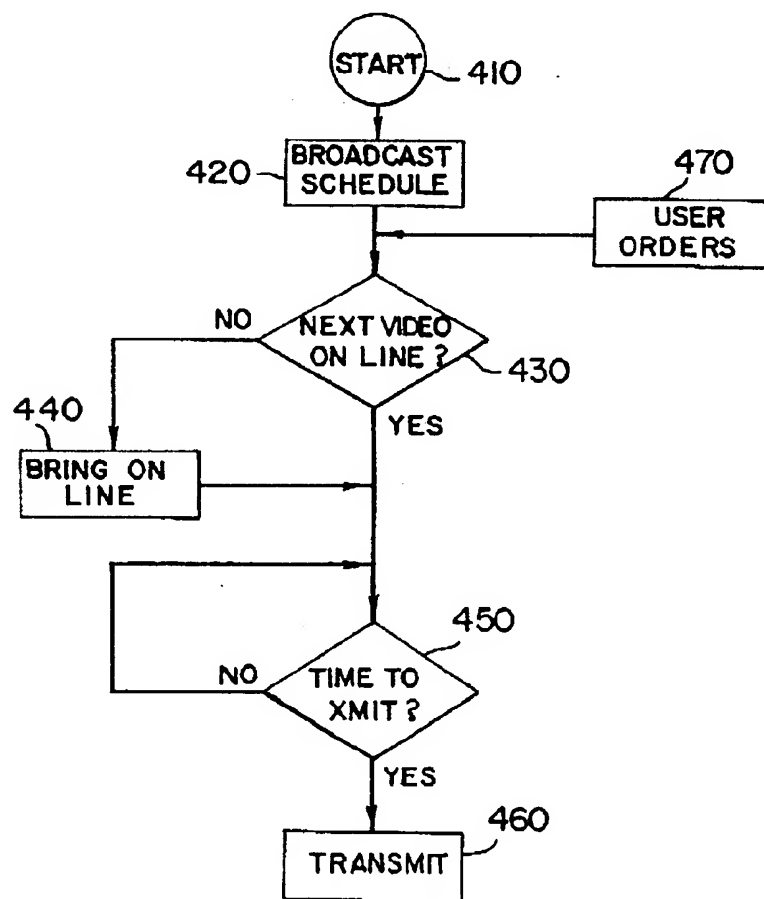 START
410
BROADCAST
SCHEDULE
420
470
USER
ORDERS
NO
NEXT VIDEO
ON LINE ?
430
YES
440
BRING ON
LINE
450
NO
TIME TO
XMIT ?
YES
460
TRANSMIT